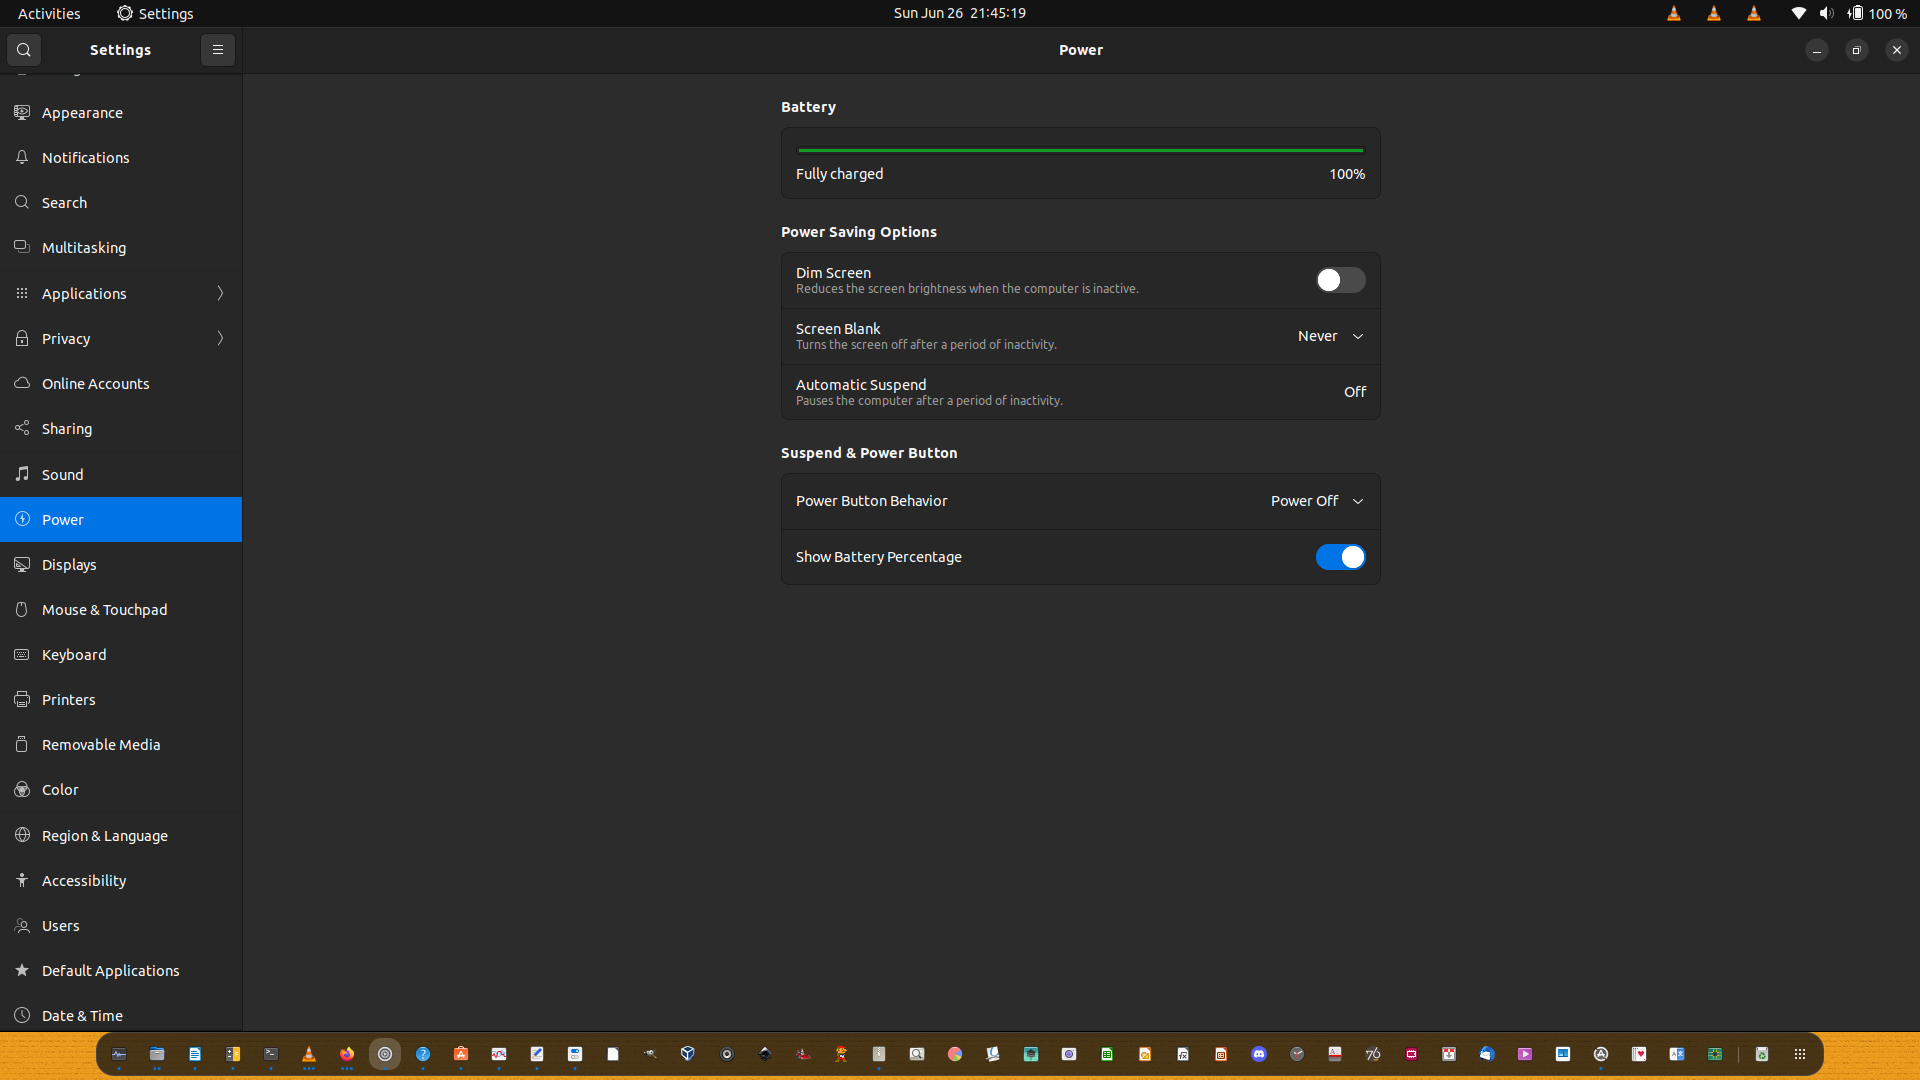 Activities
Settings
Sun Jun 26 21:45:19
100 %
Settings
Power
Appearance
Notifications
Search
Multitasking
Applications
Privacy
Online Accounts
Sharing
Sound
Power
Displays
Mouse & Touchpad
Keyboard
Printers
Removable Media
Color
Region & Language
Accessibility
Users
Default Applications
Date & Time
Battery
Fully charged
100%
Power Saving Options
Dim Screen
Reduces the screen brightness when the computer is inactive.
Screen Blank
Turns the screen off after a period of inactivity.
Never
Automatic Suspend
Pauses the computer after a period of inactivity.
Off
Suspend & Power Button
Power Button Behavior
Power Off
Show Battery Percentage